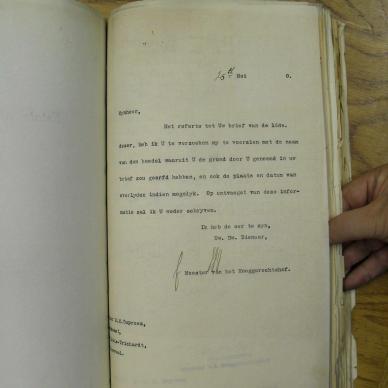 15th Mei 0.
Mynheer,
Met referte tot Uw brief van de 11de.
deser, heb ik U te verzoeken my te voorzien met de naam
van den boedel waaruit U de grond door U genoemd in uw
brief zou geerfd hebben, en ook de plaats en datum van
overlyden indien mogelyk. Op ontvangst van deze infor-
matie zal ik U weder schryven.
Ik heb de eer te zyn,
Uw. Dw. Dienaar,
Meester van het Hooggerechtshof.